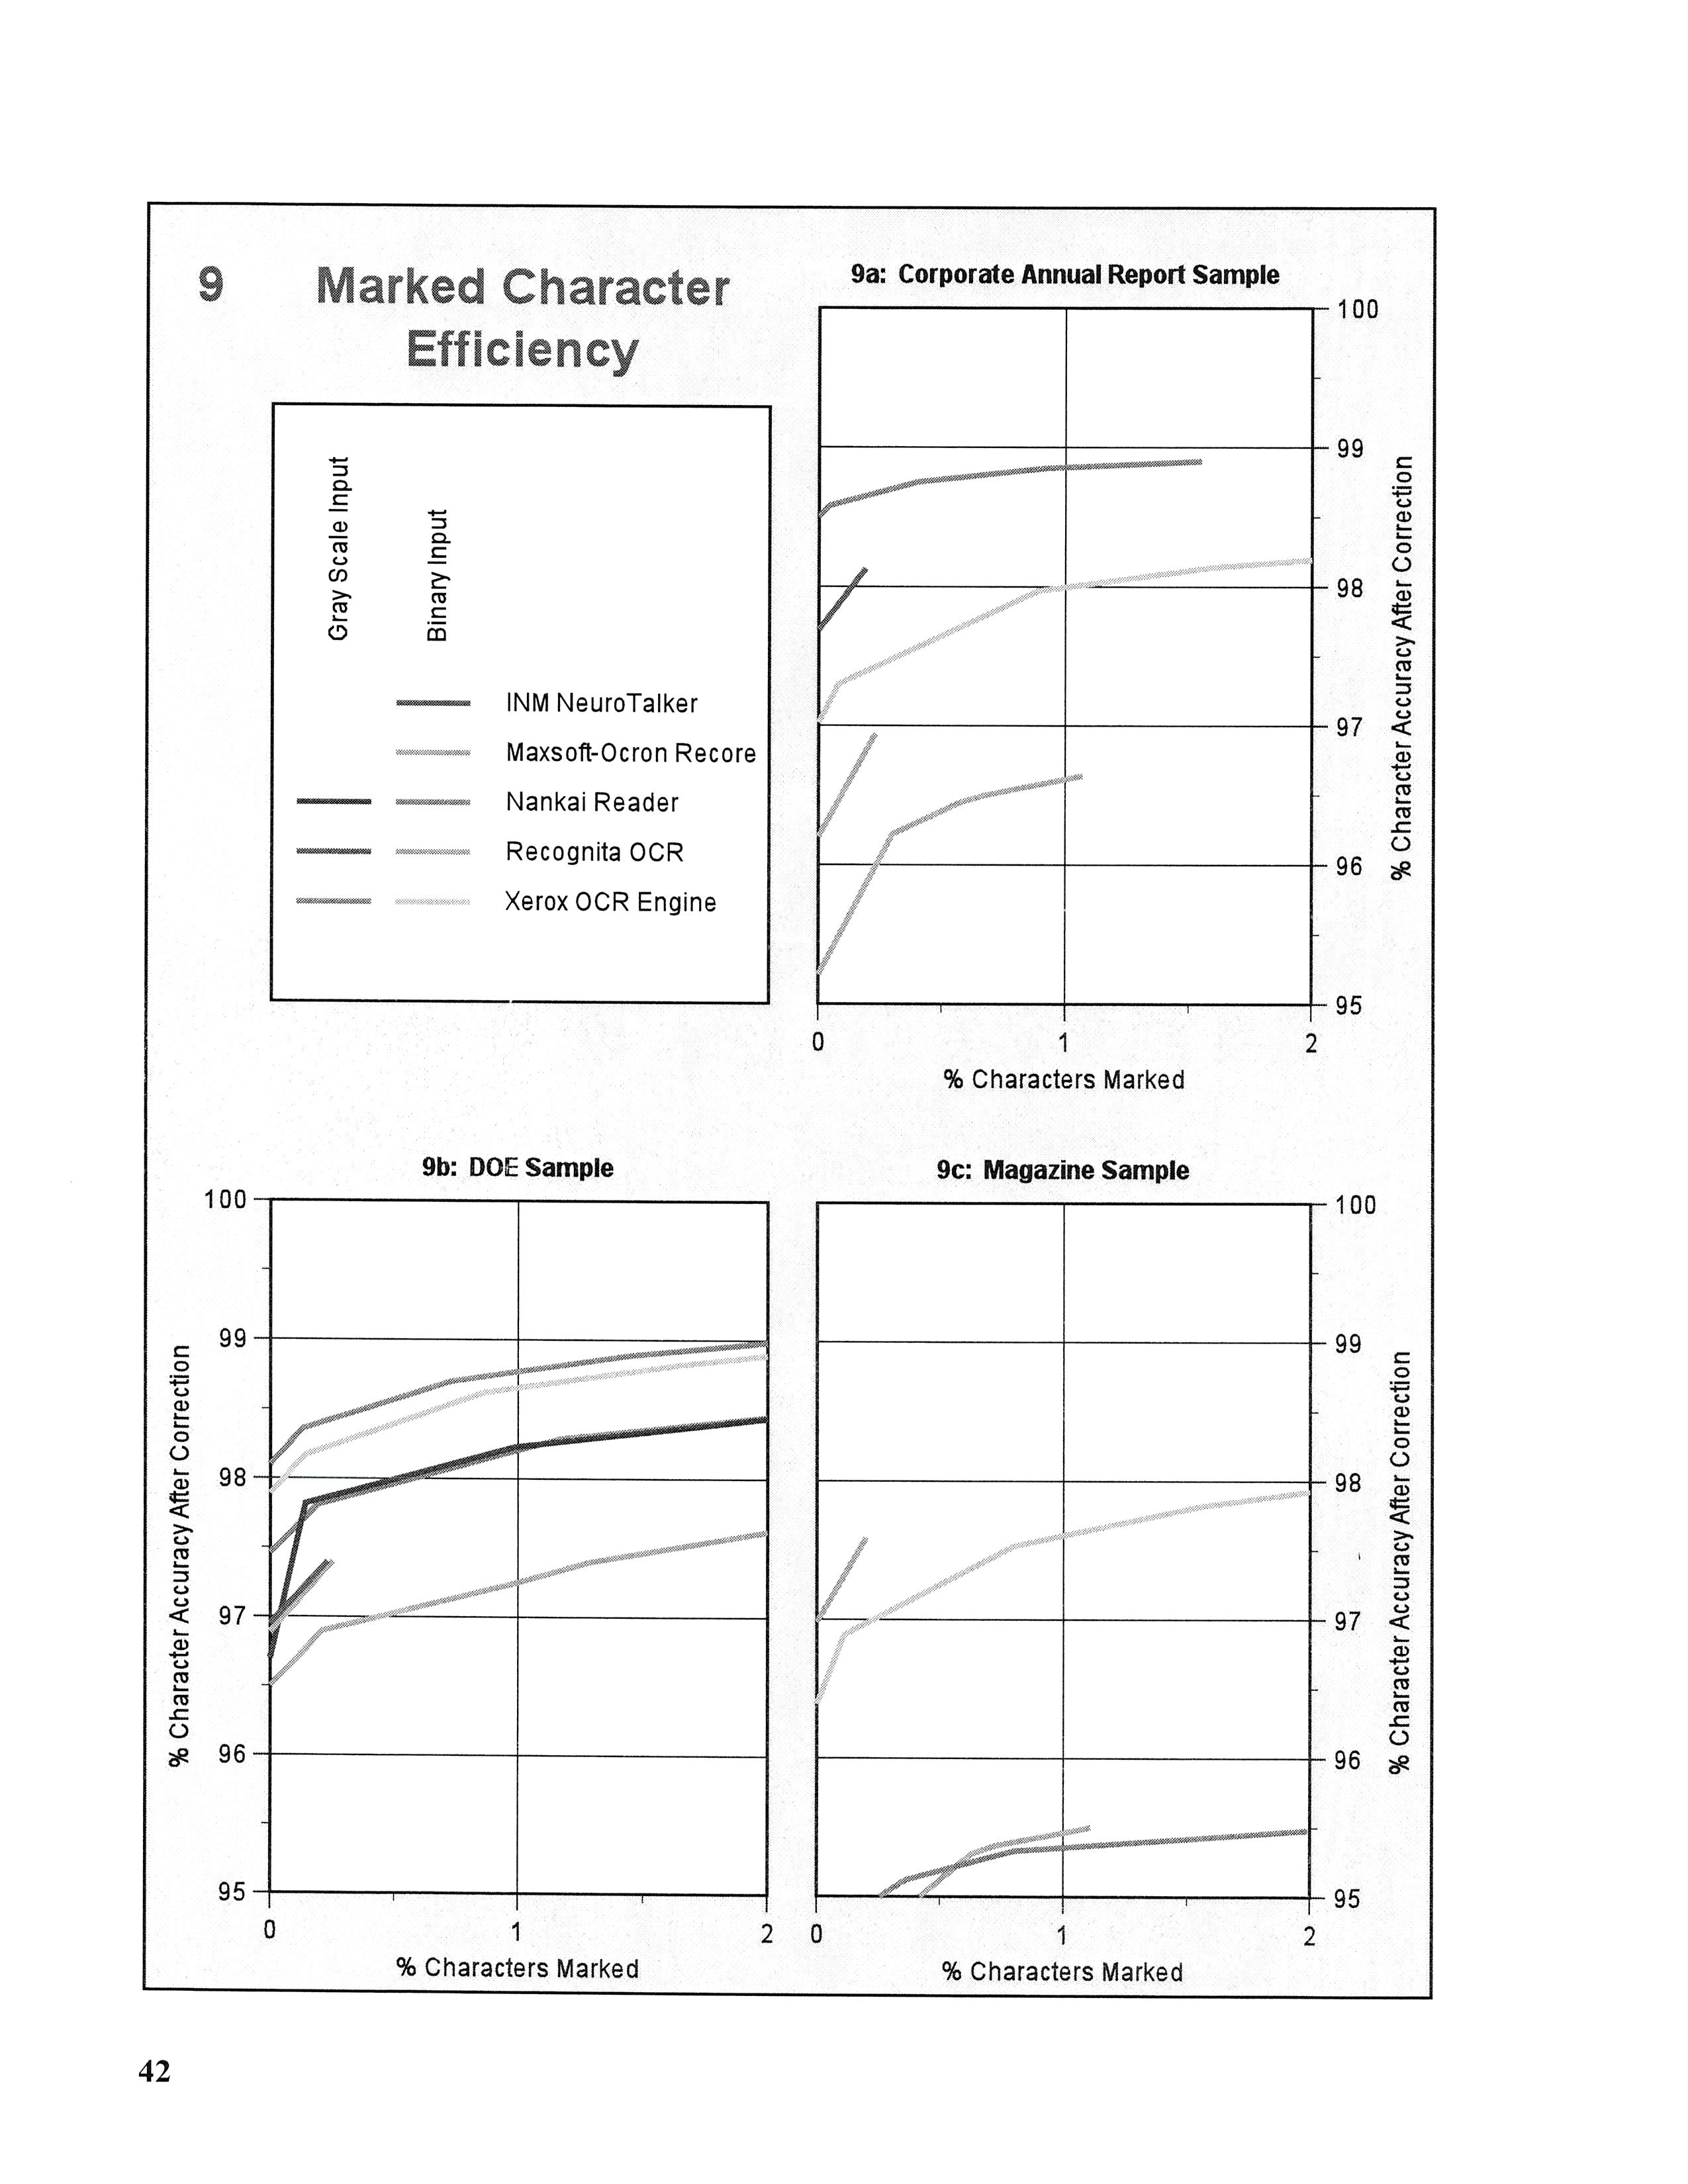 9 Marked Character
Efficiency
Gray Scale Input
Binary Input
INM NeuroTalker
Maxsoft-Ocron Recore
Nankai Reader
Recognita OCR
Xerox OCR Engine
9a: Corporate Annual Report Sample
100
99
98
97
96
95
% Character Accuracy After Correction
0 1 2
% Characters Marked
9b: DOE Sample
100
99
98
97
96
95
% Character Accuracy After Correction
0 1 2
% Characters Marked
9c: Magazine Sample
100
99
98
97
96
95
% Character Accuracy After Correction
0 1 2
% Characters Marked
42